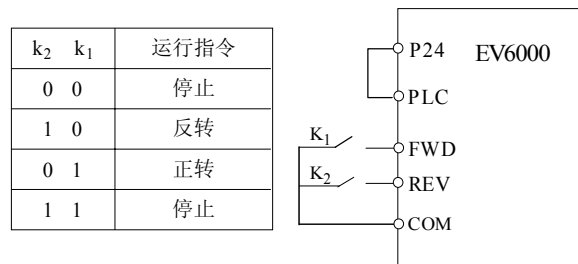 k2 k1 运行指令
0 0 停止
1 0 反转
0 1 正转
1 1 停止
P24 EV6000
PLC
K1 FWD
K2 REV
COM